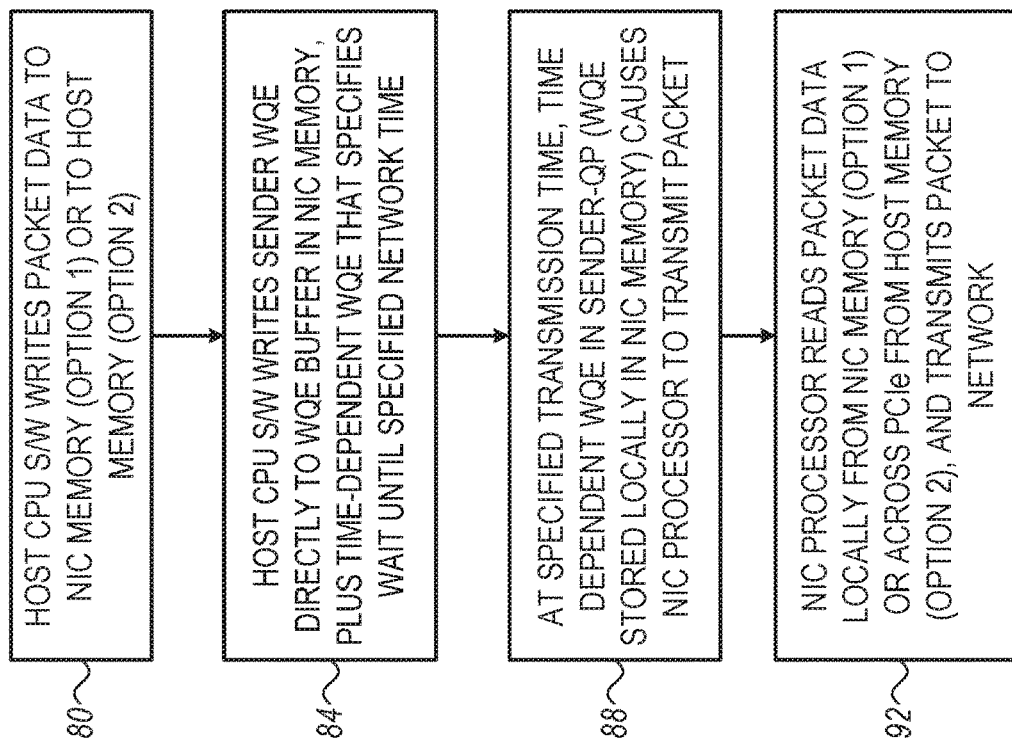 80
HOST CPU S/W WRITES PACKET DATA TO
NIC MEMORY (OPTION 1) OR TO HOST
MEMORY (OPTION 2)
84
HOST CPU S/W WRITES SENDER WQE
DIRECTLY TO WQE BUFFER IN NIC MEMORY,
PLUS TIME-DEPENDENT WQE THAT SPECIFIES
WAIT UNTIL SPECIFIED NETWORK TIME
88
AT SPECIFIED TRANSMISSION TIME, TIME
DEPENDENT WQE IN SENDER-QP (WQE
STORED LOCALLY IN NIC MEMORY) CAUSES
NIC PROCESSOR TO TRANSMIT PACKET
92
NIC PROCESSOR READS PACKET DATA
LOCALLY FROM NIC MEMORY (OPTION 1)
OR ACROSS PCIe FROM HOST MEMORY
(OPTION 2), AND TRANSMITS PACKET TO
NETWORK